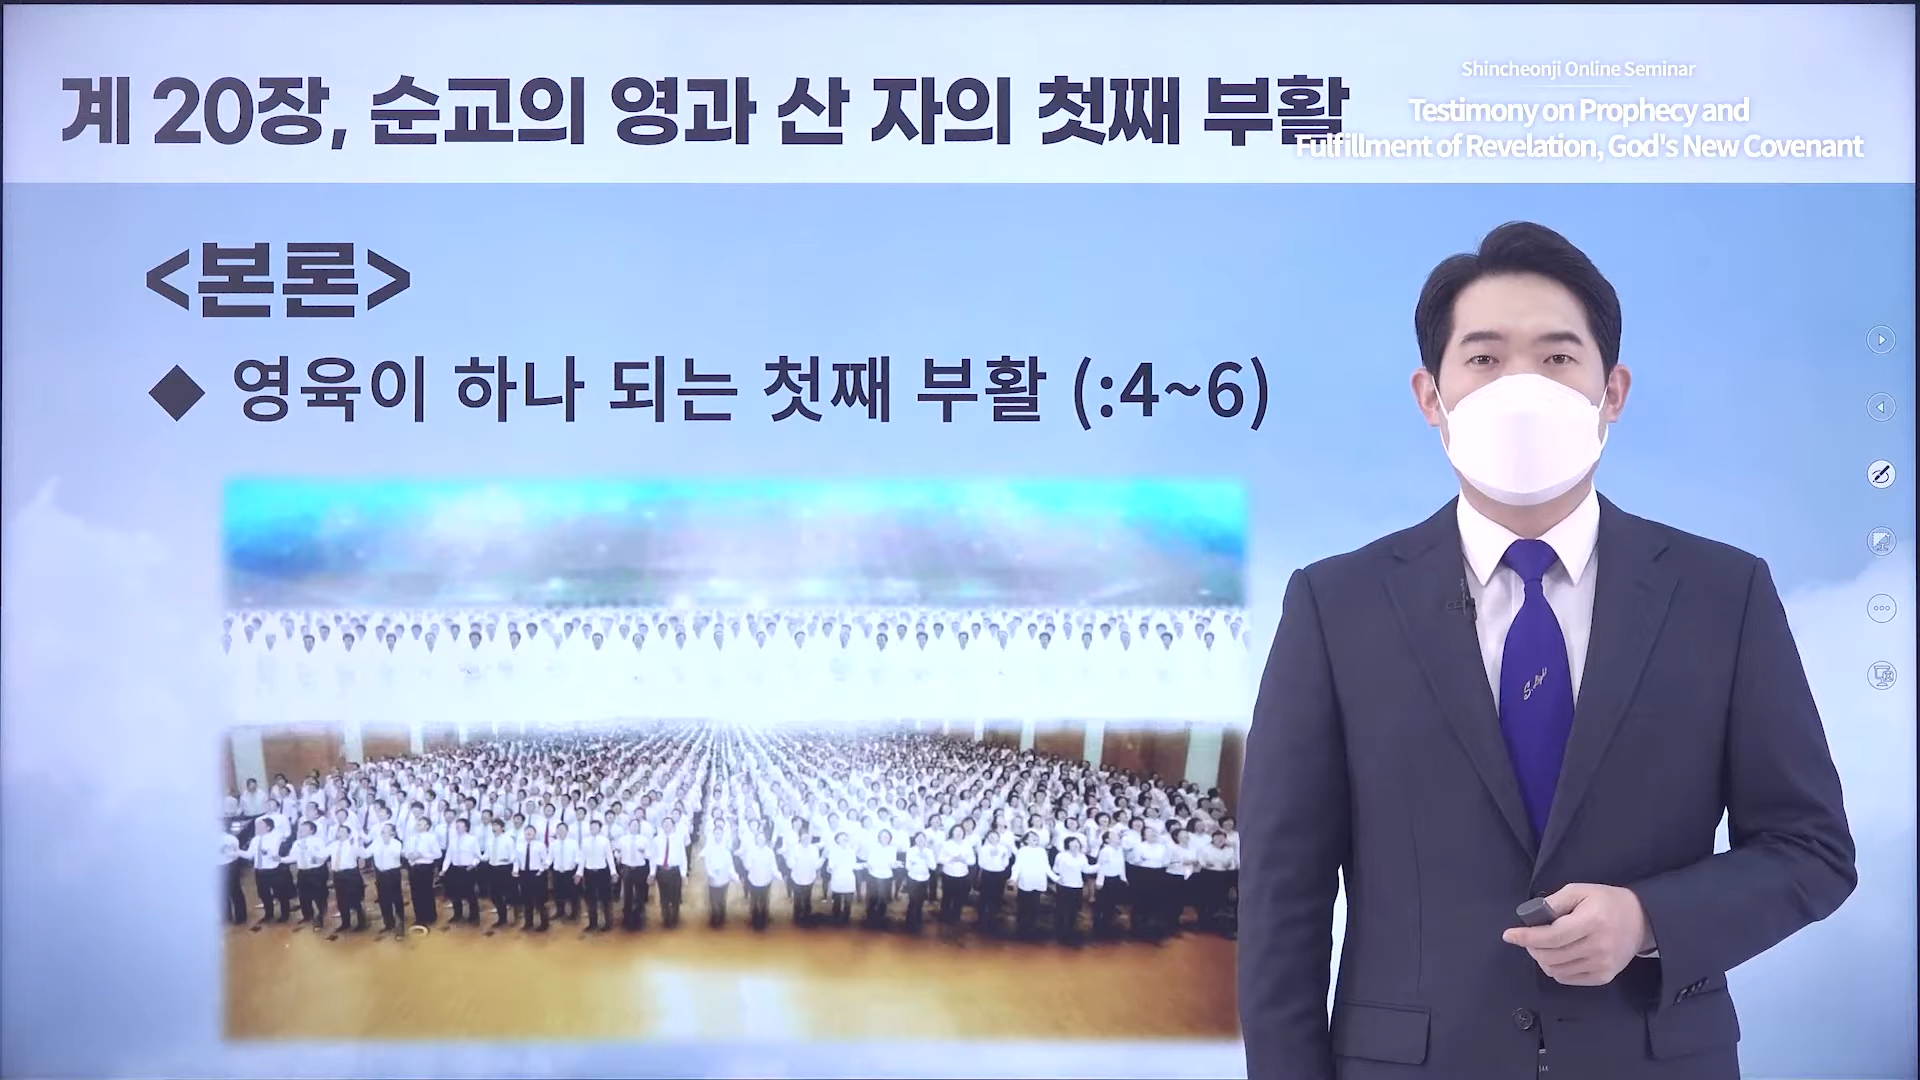 계 20장, 순교의 영과 산 자의 첫째 부활
Shincheonji Online Seminar
Testimony on Prophecy and
Fulfillment of Revelation, God's New Covenant
<본론>
◆ 영육이 하나 되는 첫째 부활 (:4~6)